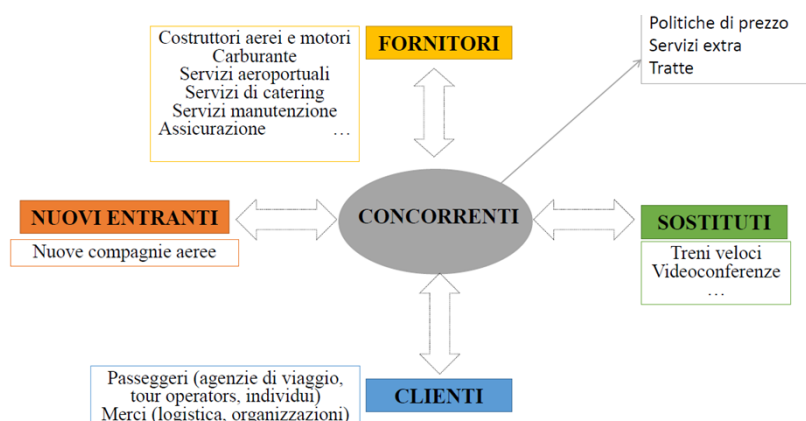 Costruttori aerei e motori
Carburante
Servizi aeroportuali
Servizi di catering
Servizi manutenzione
Assicurazione …
FORNITORI
Politiche di prezzo
Servizi extra
Tratte
NUOVI ENTRANTI
Nuove compagnie aeree
CONCORRENTI
SOSTITUTI
Treni veloci
Videoconferenze
…
Passeggeri (agenzie di viaggio,
tour operators, individui)
Merci (logistica, organizzazioni)
CLIENTI